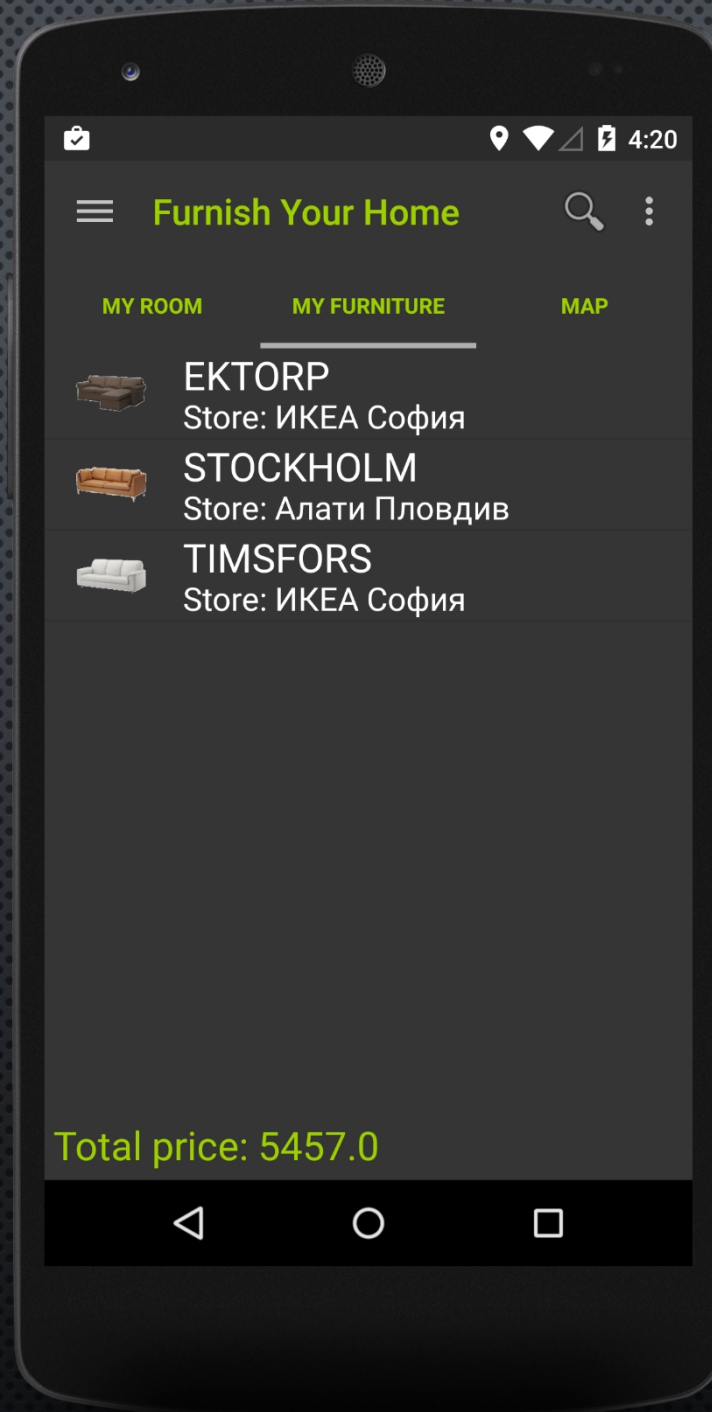 4:20
Furnish Your Home
MY ROOM MY FURNITURE MAP
EKTORP
Store: ИКЕА София
STOCKHOLM
Store: Алати Пловдив
TIMSFORS
Store: ИКЕА София
Total price: 5457.0